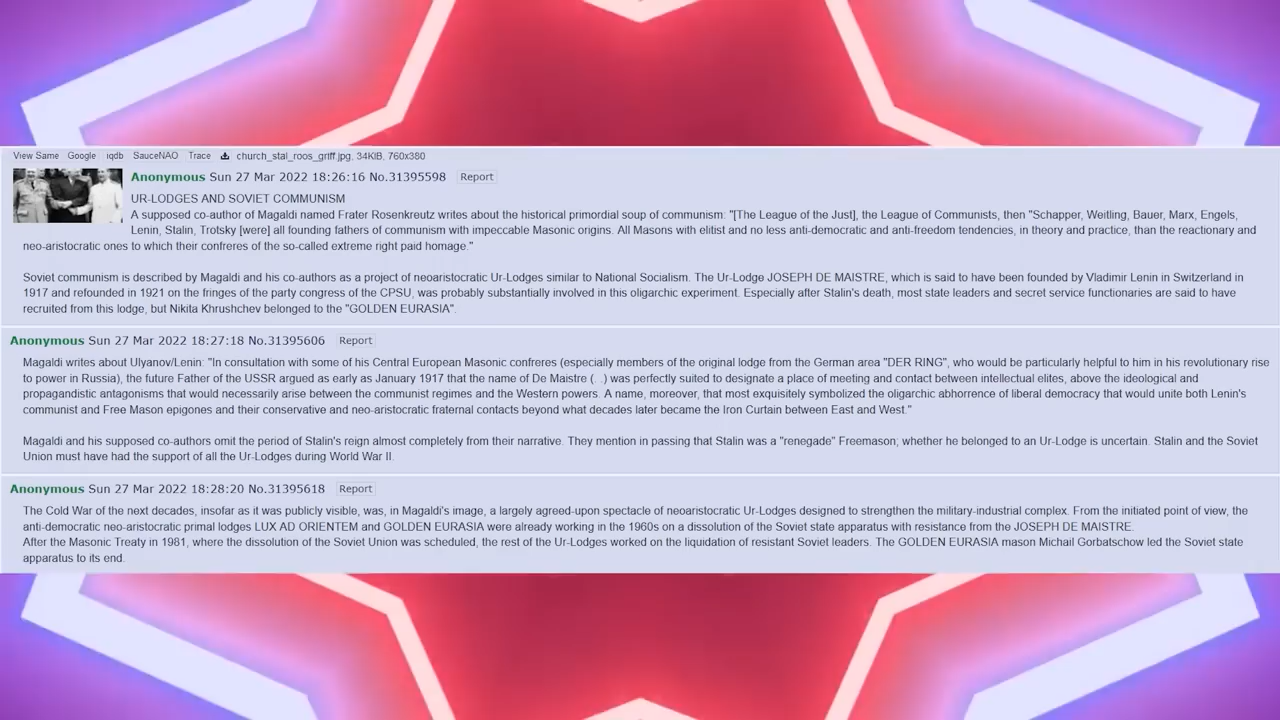 View Same Google iqdb SauceNAO Trace church_stal_roos_griff.jpg, 34KiB, 760x380
Anonymous Sun 27 Mar 2022 18:26:16 No.31395598 Report
UR-LODGES AND SOVIET COMMUNISM
A supposed co-author of Magaldi named Frater Rosenkreutz writes about the historical primordial soup of communism: "[The League of the Just], the League of Communists, then "Schapper, Weitling, Bauer, Marx, Engels,
Lenin, Stalin, Trotsky [were] all founding fathers of communism with impeccable Masonic origins. All Masons with elitist and no less anti-democratic and anti-freedom tendencies, in theory and practice, than the reactionary and
neo-aristocratic ones to which their confreres of the so-called extreme right paid homage."
Soviet communism is described by Magaldi and his co-authors as a project of neoaristocratic Ur-Lodges similar to National Socialism. The Ur-Lodge JOSEPH DE MAISTRE, which is said to have been founded by Vladimir Lenin in Switzerland in
1917 and refounded in 1921 on the fringes of the party congress of the CPSU, was probably substantially involved in this oligarchic experiment. Especially after Stalin's death, most state leaders and secret service functionaries are said to have
recruited from this lodge, but Nikita Khrushchev belonged to the "GOLDEN EURASIA".
Anonymous Sun 27 Mar 2022 18:27:18 No.31395606 Report
Magaldi writes about Ulyanov/Lenin: "In consultation with some of his Central European Masonic confreres (especially members of the original lodge from the German area "DER RING", who would be particularly helpful to him in his revolutionary rise
to power in Russia), the future Father of the USSR argued as early as January 1917 that the name of De Maistre (. .) was perfectly suited to designate a place of meeting and contact between intellectual elites, above the ideological and
propagandistic antagonisms that would necessarily arise between the communist regimes and the Western powers. A name, moreover, that most exquisitely symbolized the oligarchic abhorrence of liberal democracy that would unite both Lenin's
communist and Free Mason epigones and their conservative and neo-aristocratic fraternal contacts beyond what decades later became the Iron Curtain between East and West."
Magaldi and his supposed co-authors omit the period of Stalin's reign almost completely from their narrative. They mention in passing that Stalin was a "renegade" Freemason; whether he belonged to an Ur-Lodge is uncertain. Stalin and the Soviet
Union must have had the support of all the Ur-Lodges during World War II.
Anonymous Sun 27 Mar 2022 18:28:20 No.31395618 Report
The Cold War of the next decades, insofar as it was publicly visible, was, in Magaldi's image, a largely agreed-upon spectacle of neoaristocratic Ur-Lodges designed to strengthen the military-industrial complex. From the initiated point of view, the
anti-democratic neo-aristocratic primal lodges LUX AD ORIENTEM and GOLDEN EURASIA were already working in the 1960s on a dissolution of the Soviet state apparatus with resistance from the JOSEPH DE MAISTRE.
After the Masonic Treaty in 1981, where the dissolution of the Soviet Union was scheduled, the rest of the Ur-Lodges worked on the liquidation of resistant Soviet leaders. The GOLDEN EURASIA mason Michail Gorbatschow led the Soviet state
apparatus to its end.